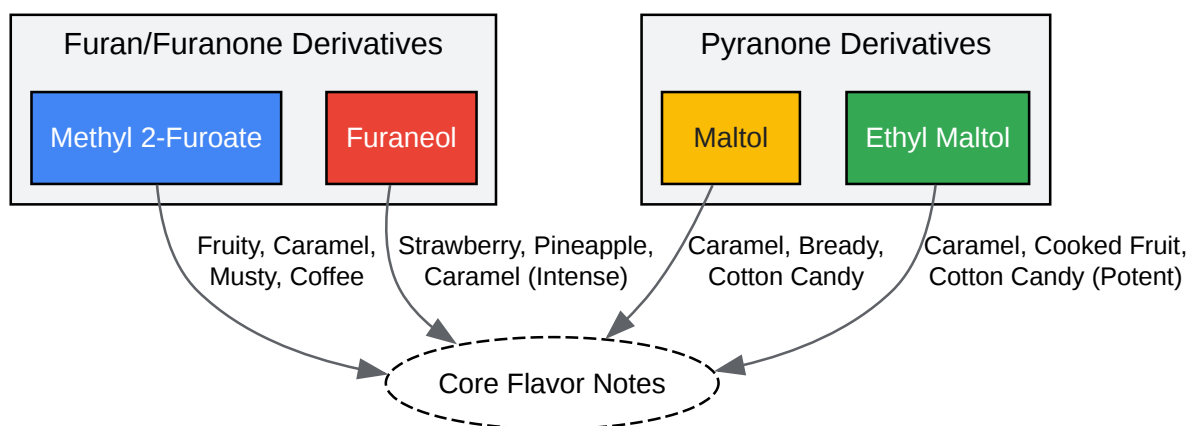 Furan/Furanone Derivatives
Pyranone Derivatives
Methyl 2-Furoate
Furaneol
Maltol
Ethyl Maltol
Fruity, Caramel,
Musty, Coffee
Strawberry, Pineapple,
Caramel (Intense)
Caramel, Bready,
Cotton Candy
Caramel, Cooked Fruit,
Cotton Candy (Potent)
Core Flavor Notes